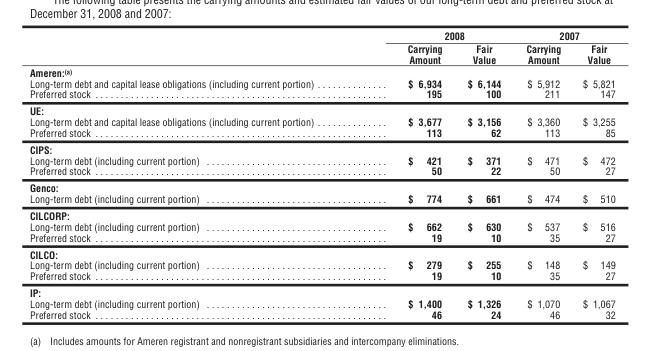 The following table presents the carrying amounts and estimated fair values of our long-term debt and preferred stock at
December 31, 2008 and 2007:
2008 2007
Carrying Amount Fair Value Carrying Amount Fair Value
Ameren:(a)
Long-term debt and capital lease obligations (including current portion) . . . . . . . . . . . . . $ 6,934 $ 6,144 $ 5,912 $ 5,821
Preferred stock . . . . . . . . . . . . . . . . . . . . . . . . . . . . . . . . . . . . . . . . . . . . . . . . . . . . . . 195 100 211 147
UE:
Long-term debt and capital lease obligations (including current portion) . . . . . . . . . . . . . $ 3,677 $ 3,156 $ 3,360 $ 3,255
Preferred stock . . . . . . . . . . . . . . . . . . . . . . . . . . . . . . . . . . . . . . . . . . . . . . . . . . . . . . 113 62 113 85
CIPS:
Long-term debt (including current portion) . . . . . . . . . . . . . . . . . . . . . . . . . . . . . . . . . . $ 421 $ 371 $ 471 $ 472
Preferred stock . . . . . . . . . . . . . . . . . . . . . . . . . . . . . . . . . . . . . . . . . . . . . . . . . . . . . . 50 22 50 27
Genco:
Long-term debt (including current portion) . . . . . . . . . . . . . . . . . . . . . . . . . . . . . . . . . . $ 774 $ 661 $ 474 $ 510
CILCORP:
Long-term debt (including current portion) . . . . . . . . . . . . . . . . . . . . . . . . . . . . . . . . . . $ 662 $ 630 $ 537 $ 516
Preferred stock . . . . . . . . . . . . . . . . . . . . . . . . . . . . . . . . . . . . . . . . . . . . . . . . . . . . . . 19 10 35 27
CILCO:
Long-term debt (including current portion) . . . . . . . . . . . . . . . . . . . . . . . . . . . . . . . . . . $ 279 $ 255 $ 148 $ 149
Preferred stock . . . . . . . . . . . . . . . . . . . . . . . . . . . . . . . . . . . . . . . . . . . . . . . . . . . . . . 19 10 35 27
IP:
Long-term debt (including current portion) . . . . . . . . . . . . . . . . . . . . . . . . . . . . . . . . . . $ 1,400 $ 1,326 $ 1,070 $ 1,067
Preferred stock . . . . . . . . . . . . . . . . . . . . . . . . . . . . . . . . . . . . . . . . . . . . . . . . . . . . . . 46 24 46 32
(a) Includes amounts for Ameren registrant and nonregistrant subsidiaries and intercompany eliminations.